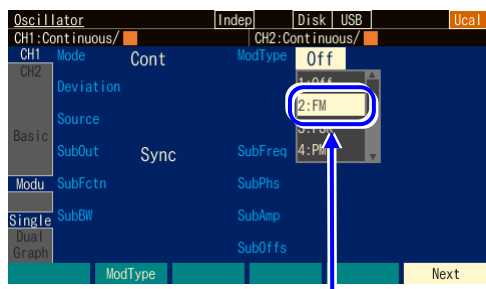 Oscillator Indep Disk USB Ucal
CH1:Continuous/ CH2:Continuous/
CH1 Mode Cont ModType Off
CH2 1:Off
Deviation 2:FM
Source 3:FSK
Basic
SubOut Sync SubFreq 4:PM
Modu SubFctn SubPhs
Single SubBW SubAmp
Dual
Graph SubOffs
ModType Next